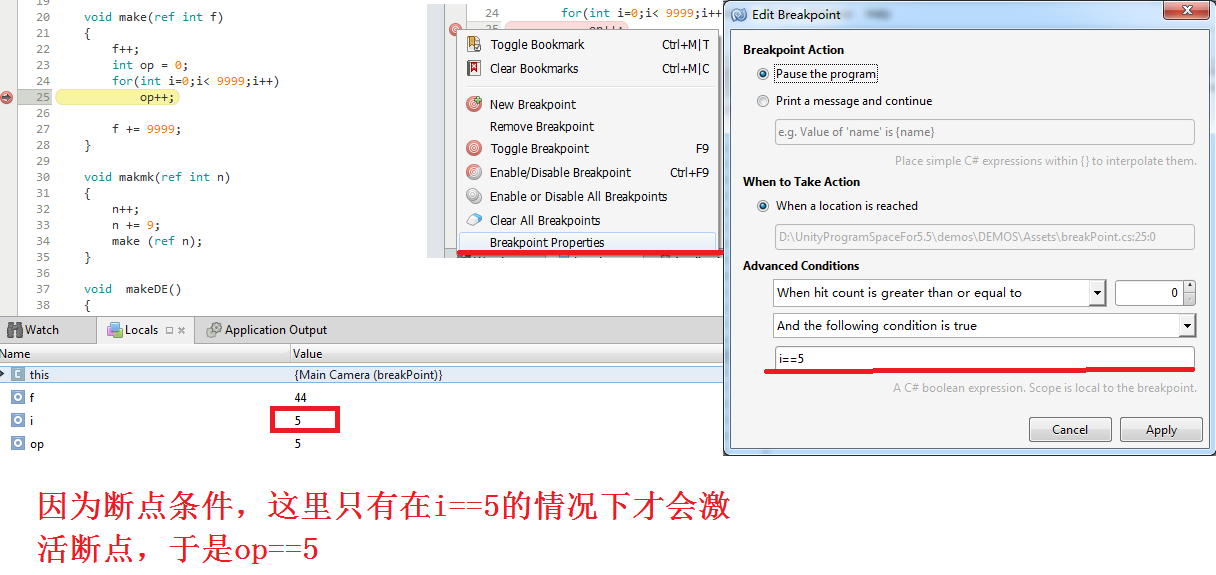 19
20 void make(ref int f)
21 {
22 f++;
23 int op = 0;
24 for(int i=0;i< 9999;i++)
25 op++;
26
27 f += 9999;
28 }
29
30 void makmk(ref int n)
31 {
32 n++;
33 n += 9;
34 make (ref n);
35 }
36
37 void makeDE()
38 {
24 for(int i=0;i< 9999;i++
25
Toggle Bookmark Ctrl+M|T
Clear Bookmarks Ctrl+M|C
New Breakpoint
Remove Breakpoint
Toggle Breakpoint F9
Enable/Disable Breakpoint Ctrl+F9
Enable or Disable All Breakpoints
Clear All Breakpoints
Breakpoint Properties
Edit Breakpoint
Breakpoint Action
Pause the program
Print a message and continue
e.g. Value of 'name' is {name}
Place simple C# expressions within {} to interpolate them.
When to Take Action
When a location is reached
D:\UnityProgramSpaceFor5.5\demos\DEMOS\Assets\breakPoint.cs:25:0
Advanced Conditions
When hit count is greater than or equal to 0
And the following condition is true
i==5
A C# boolean expression. Scope is local to the breakpoint.
Cancel Apply
Watch Locals Application Output
Name Value
this {Main Camera (breakPoint)}
f 44
i 5
op 5
因为断点条件，这里只有在i==5的情况下才会激
活断点，于是op==5